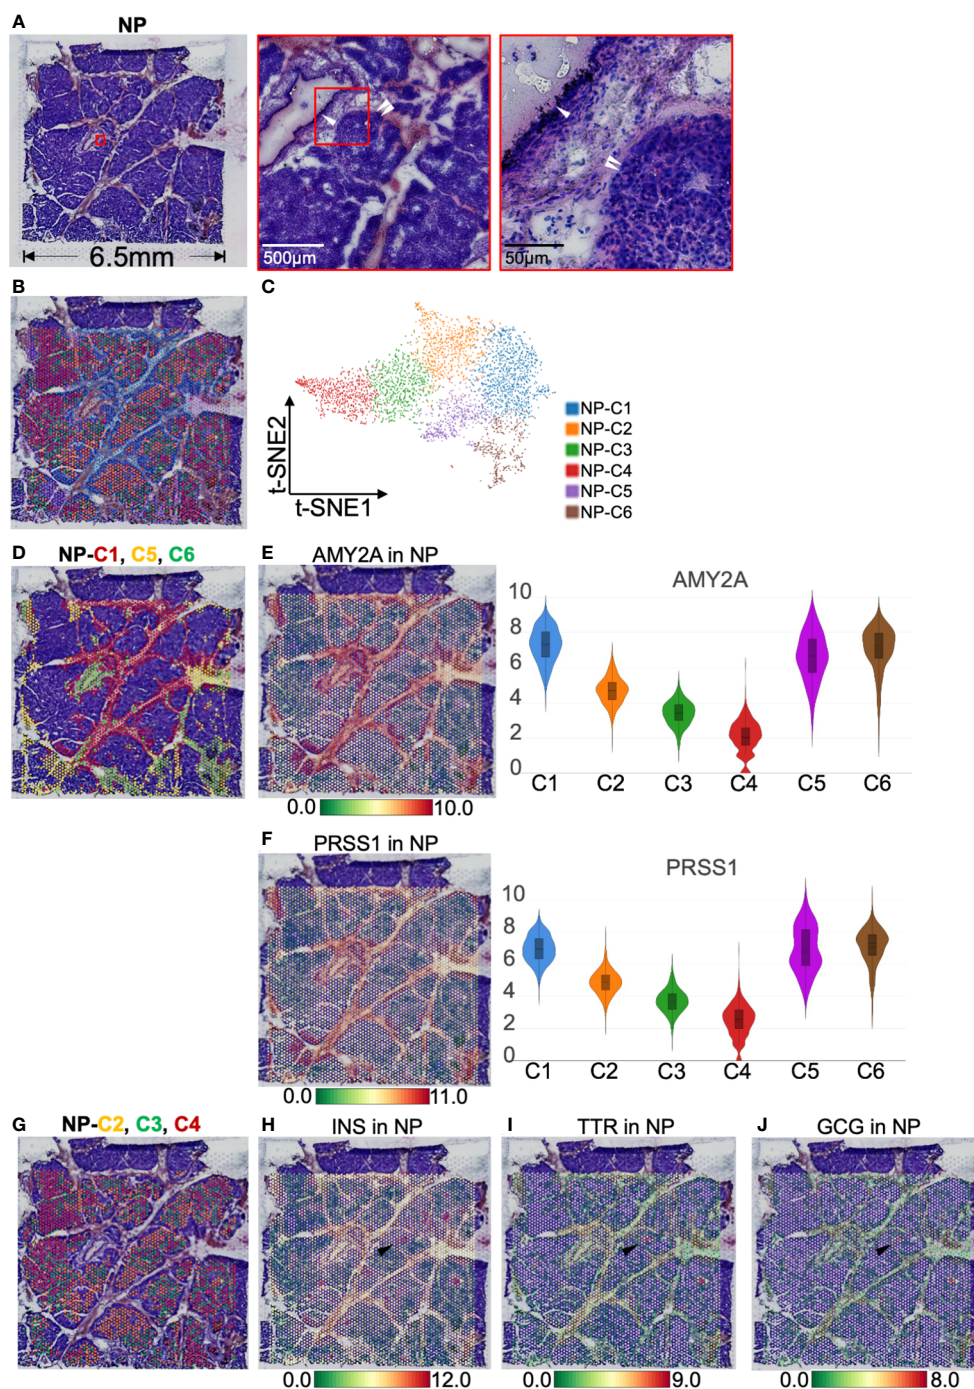 A
NP
6.5mm
500µm
50µm
B
C
t-SNE2
t-SNE1
NP-C1
NP-C2
NP-C3
NP-C4
NP-C5
NP-C6
D
NP-C1, C5, C6
E
AMY2A in NP
0.0 10.0
AMY2A
10
8
6
4
2
0
C1 C2 C3 C4 C5 C6
F
PRSS1 in NP
0.0 11.0
PRSS1
10
8
6
4
2
0
C1 C2 C3 C4 C5 C6
G
NP-C2, C3, C4
H
INS in NP
0.0 12.0
I
TTR in NP
0.0 9.0
J
GCG in NP
0.0 8.0